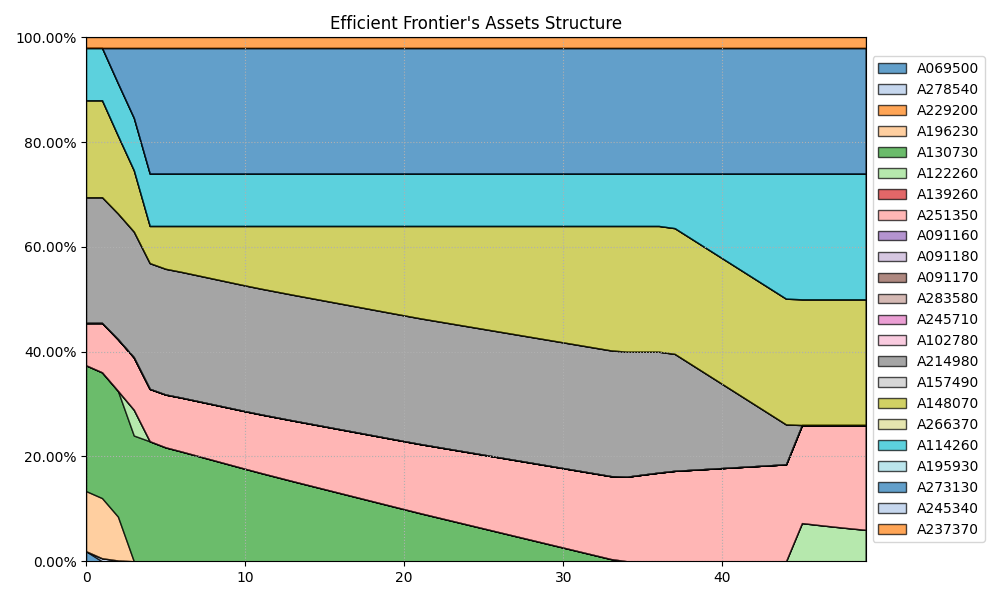 Efficient Frontier's Assets Structure
100.00%
80.00%
60.00%
40.00%
20.00%
0.00%
0
10
20
30
40
A069500
A278540
A229200
A196230
A130730
A122260
A139260
A251350
A091160
A091180
A091170
A283580
A245710
A102780
A214980
A157490
A148070
A266370
A114260
A195930
A273130
A245340
A237370